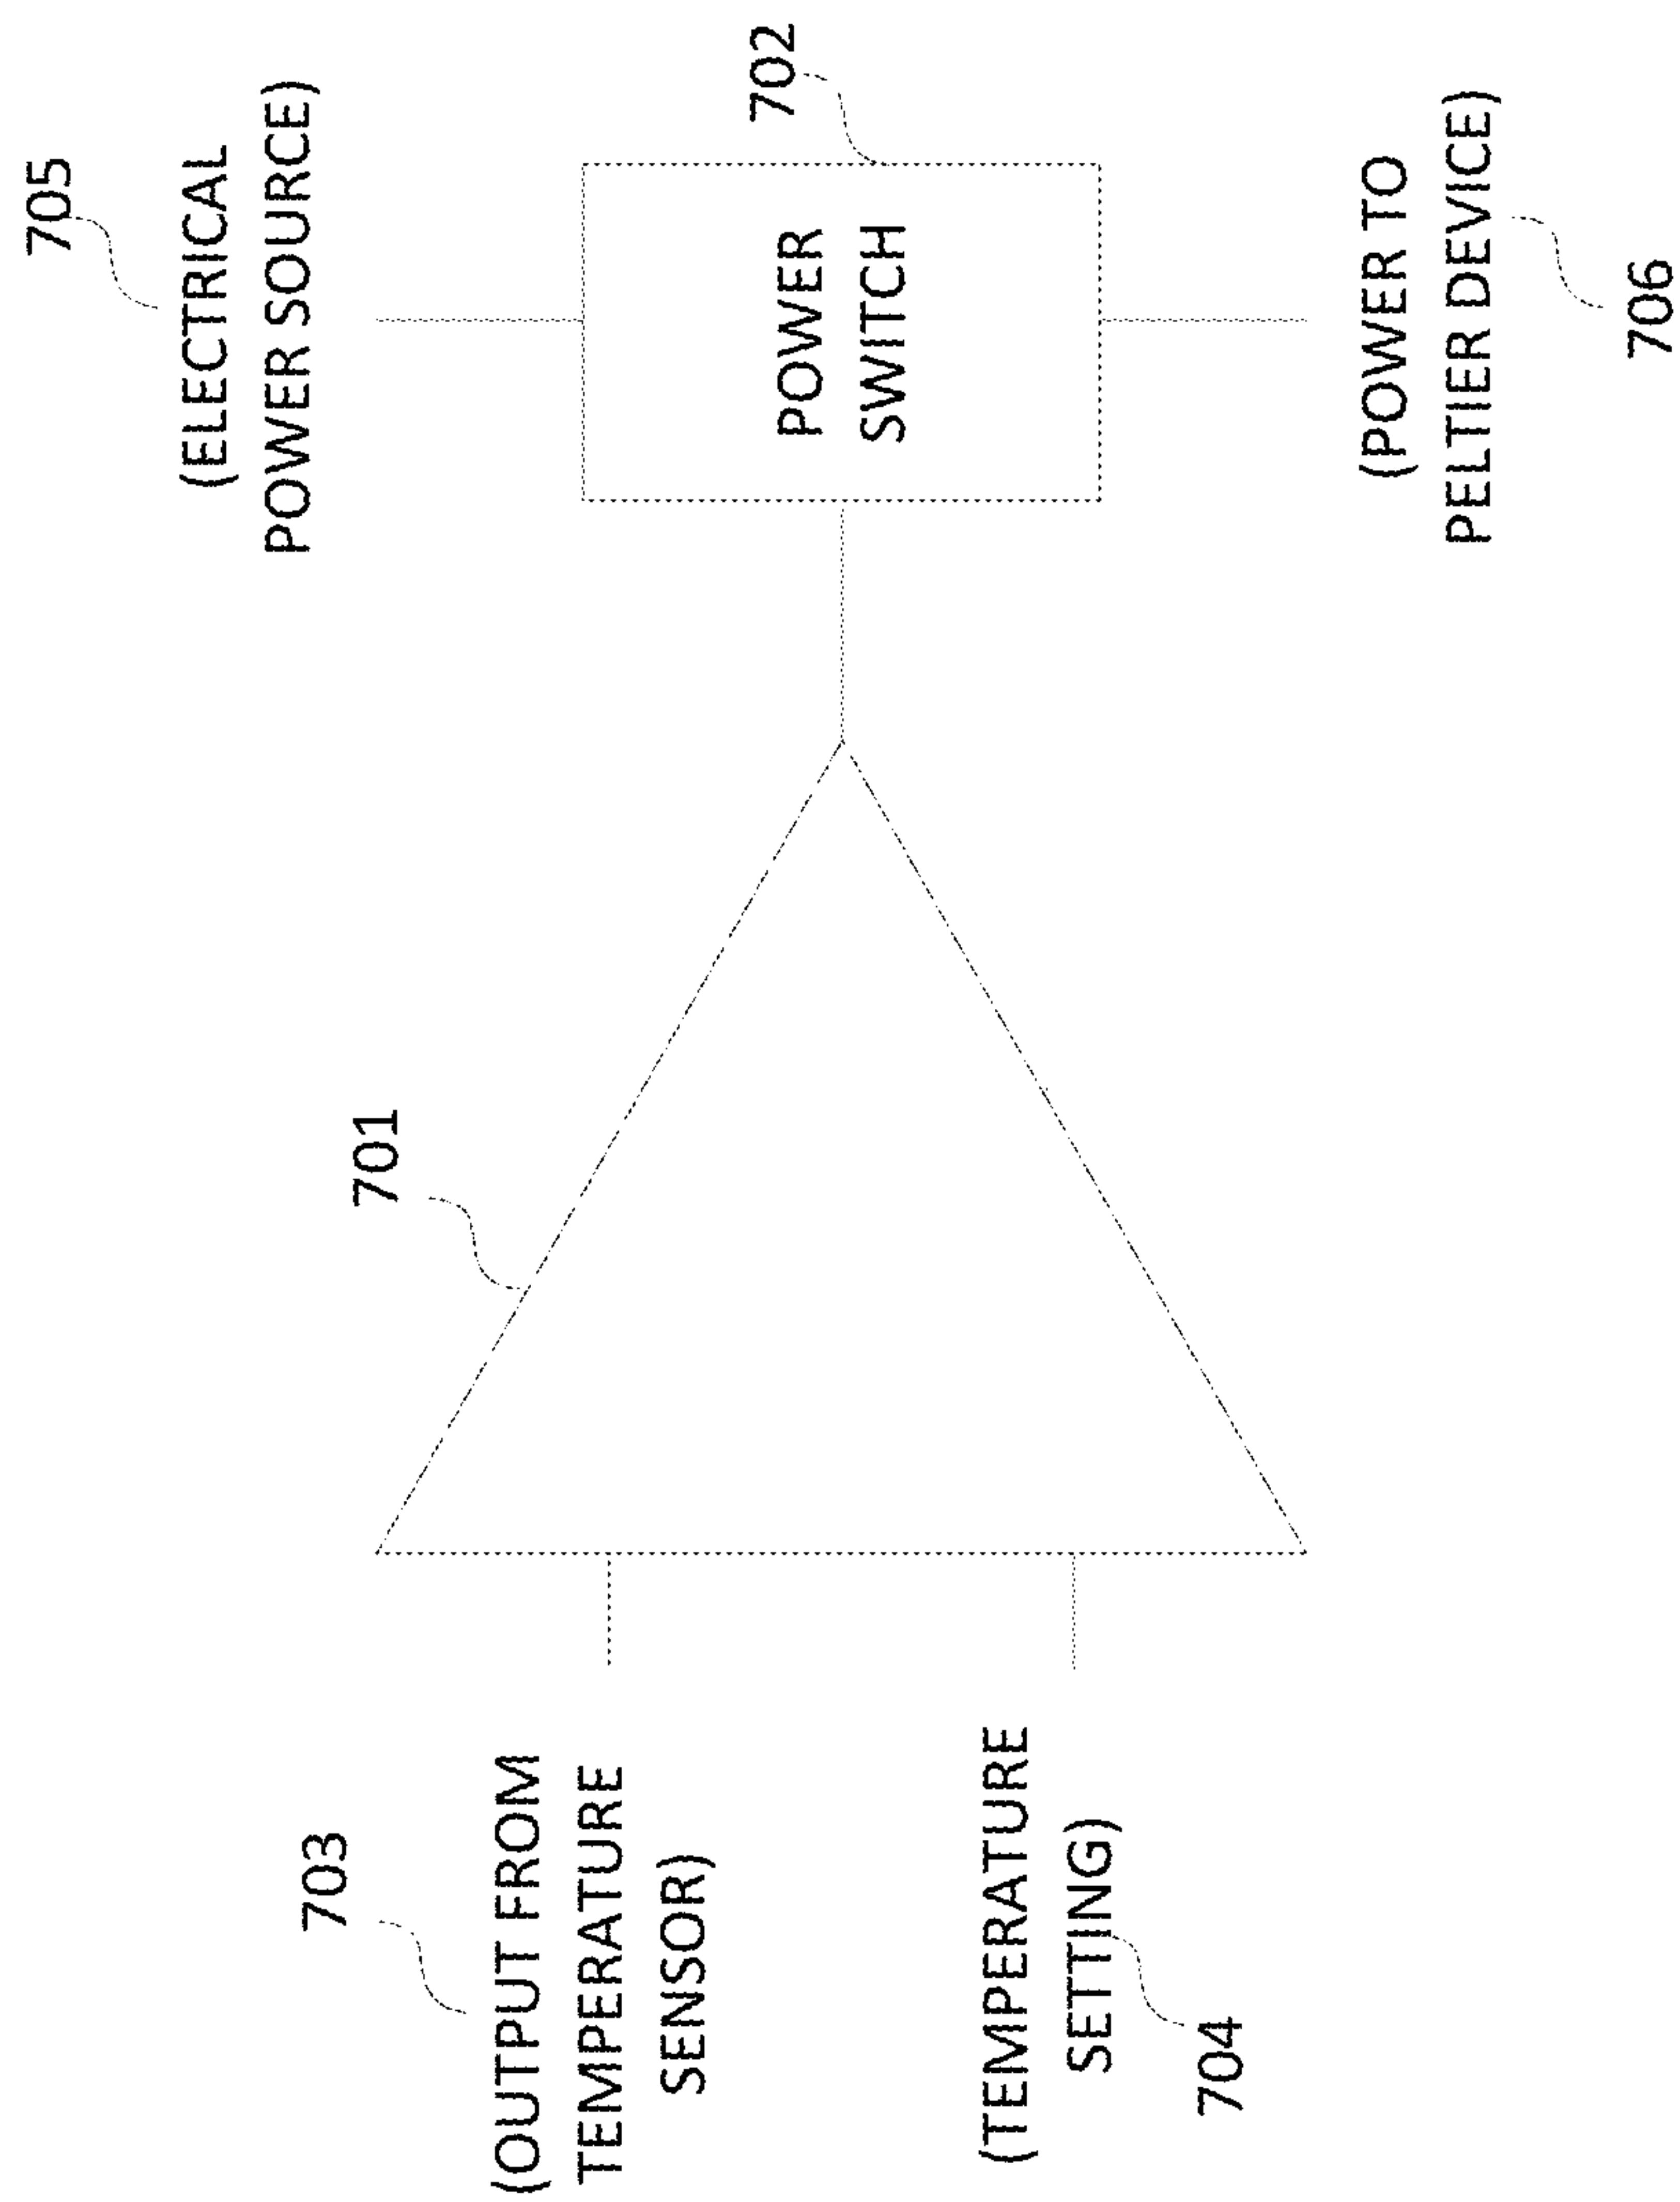 703
(OUTPUT FROM
TEMPERATURE
SENSOR)
(TEMPERATURE
SETTING)
704
701
705
(ELECTRICAL
POWER SOURCE)
702
POWER
SWITCH
(POWER TO
PELTIER DEVICE)
706